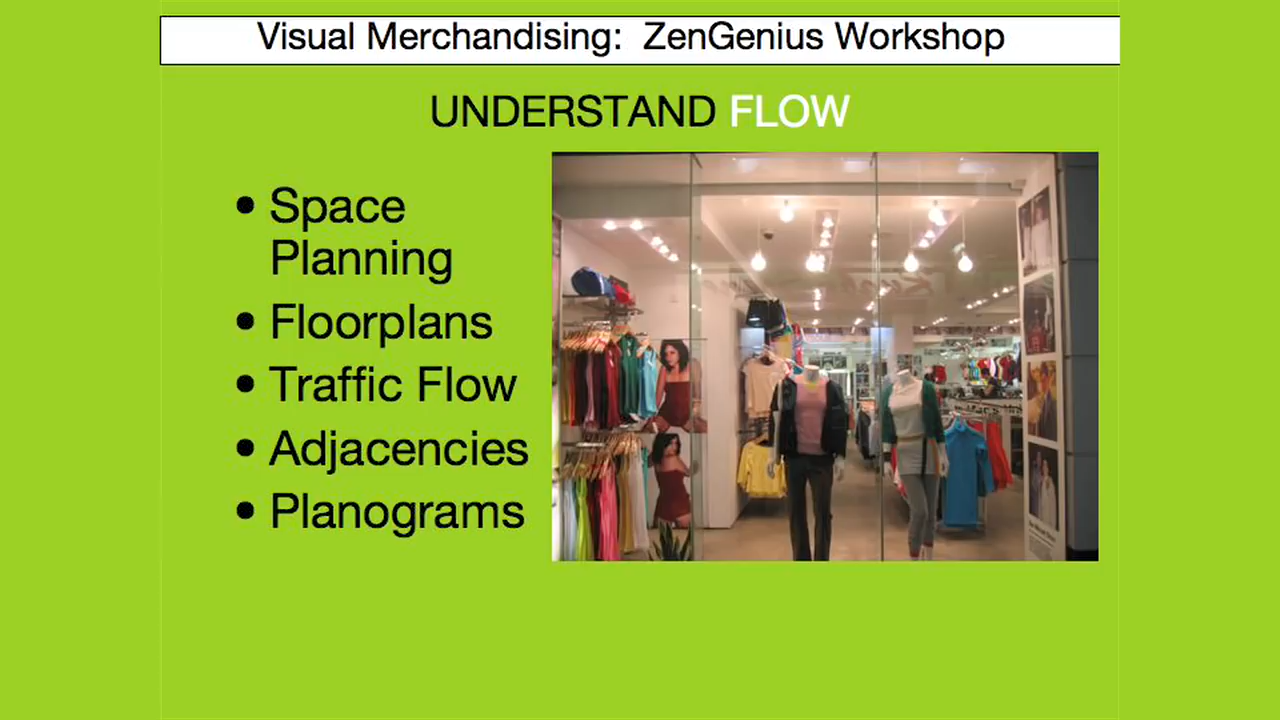 Visual Merchandising: ZenGenius Workshop
UNDERSTAND FLOW
• Space
Planning
• Floorplans
• Traffic Flow
• Adjacencies
• Planograms